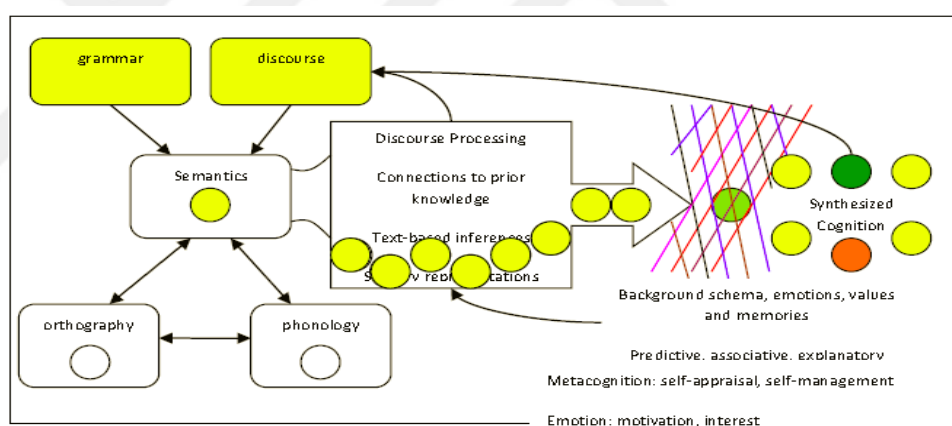 grammar
discourse
Semantics
orthography
phonology
Discourse Processing
Connections to prior
knowledge
Text-based inferences
Synthesized
Cognition
Background schema, emotions, values
and memories
Predictive, associative, explanatory
Metacognition: self-appraisal, self-management
Emotion: motivation, interest